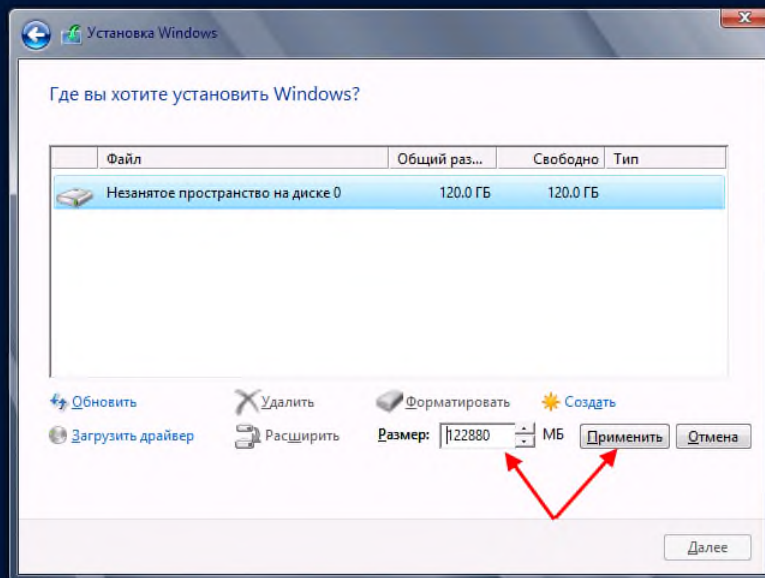 Установка Windows
Где вы хотите установить Windows?
Файл Общий раз... Свободно Тип
Незанятое пространство на диске 0 120.0 ГБ 120.0 ГБ
Обновить Удалить Форматировать Создать
Загрузить драйвер Расширить Размер: 122880 МБ Применить Отмена
Далее